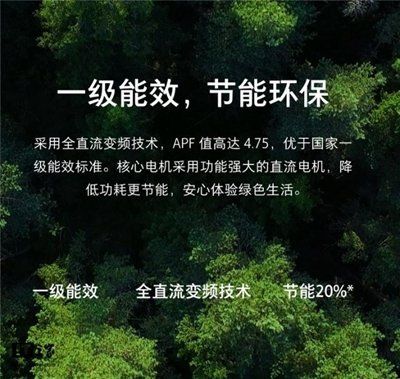 一级能效，节能环保
采用全直流变频技术，APF 值高达 4.75，优于国家一
级能效标准。核心电机采用功能强大的直流电机，降
低功耗更节能，安心体验绿色生活。
一级能效 全直流变频技术 节能20%*